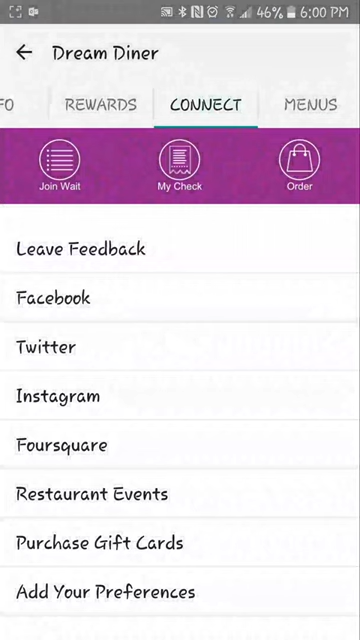 46% 6:00 PM
Dream Diner
FO REWARDS CONNECT MENUS
Join Wait My Check Order
Leave Feedback
Facebook
Twitter
Instagram
Foursquare
Restaurant Events
Purchase Gift Cards
Add Your Preferences